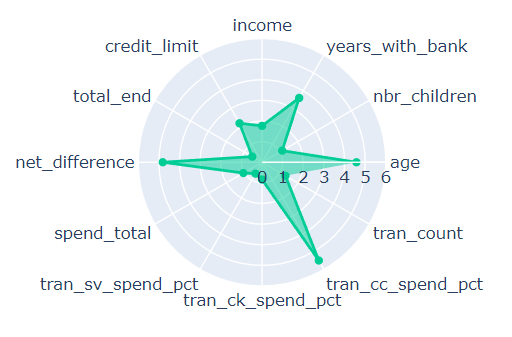 income
credit_limit
years_with_bank
total_end
nbr_children
net_difference
age
0 1 2 3 4 5 6
spend_total
tran_count
tran_sv_spend_pct
tran_cc_spend_pct
tran_ck_spend_pct